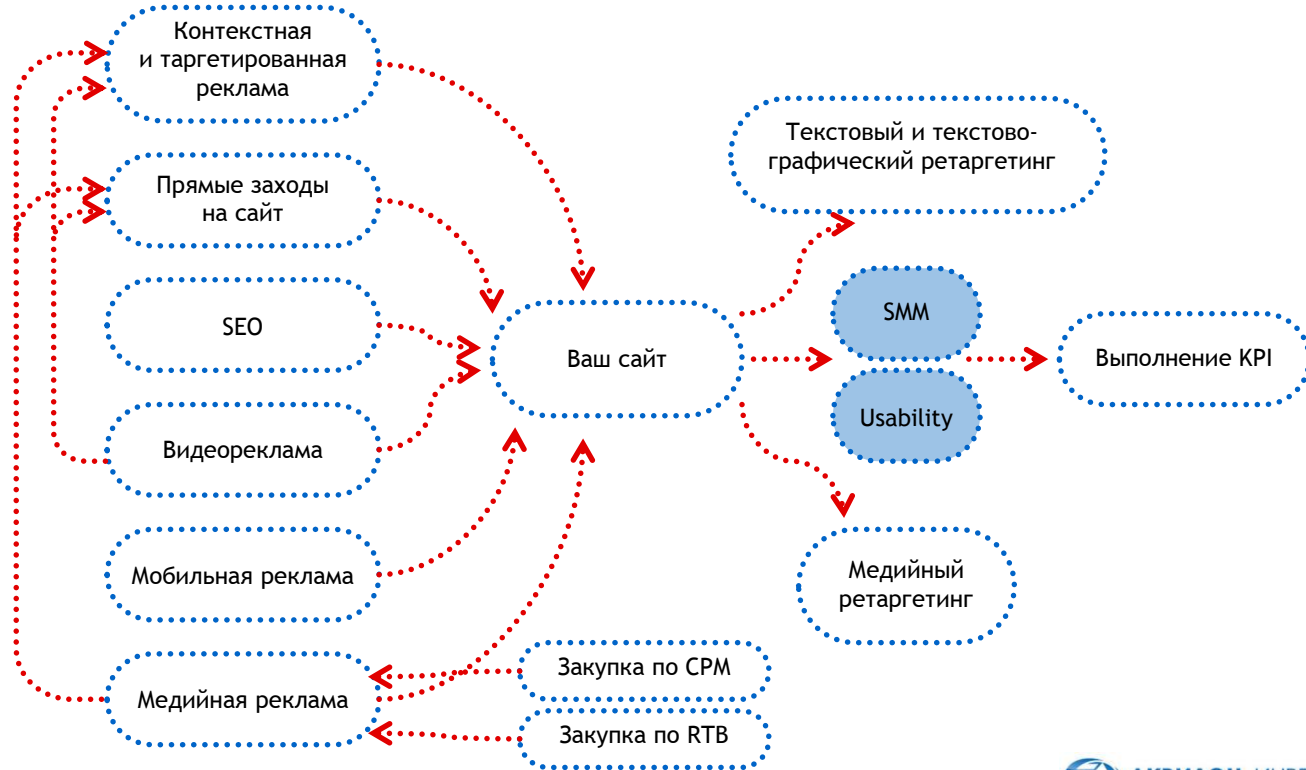 Контекстная
и таргетированная
реклама
Текстовый и текстово-
графический ретаргетинг
Прямые заходы
на сайт
SEO
SMM
Ваш сайт
Выполнение KPI
Usability
Видеореклама
Мобильная реклама
Медийный
ретаргетинг
Закупка по CPM
Медийная реклама
Закупка по RTB